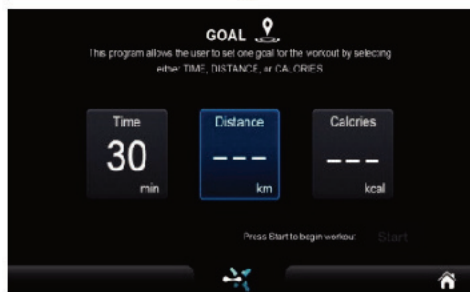 GOAL
This program allows the user to set one goal for the workout by selecting
either TIME, DISTANCE, or CALORIES
Time
Distance
Calories
30
---
---
min
km
kcal
Press Start to begin workout
Start